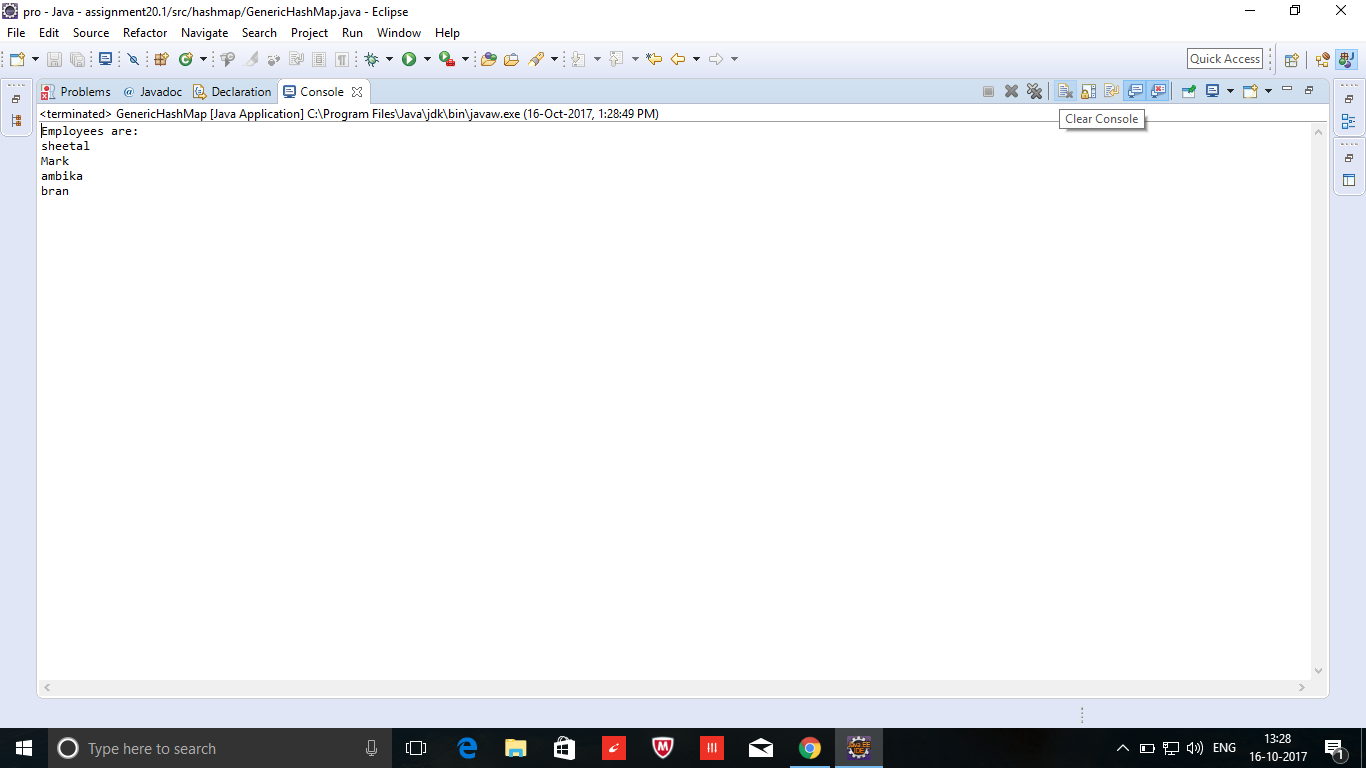 pro - Java - assignment20.1/src/hashmap/GenericHashMap.java - Eclipse
File Edit Source Refactor Navigate Search Project Run Window Help
Quick Access
Problems @ Javadoc Declaration Console
<terminated> GenericHashMap [Java Application] C:\Program Files\Java\jdk\bin\javaw.exe (16-Oct-2017, 1:28:49 PM)
Clear Console
Employees are:
sheetal
Mark
ambika
bran
Type here to search
ENG
13:28
16-10-2017
1